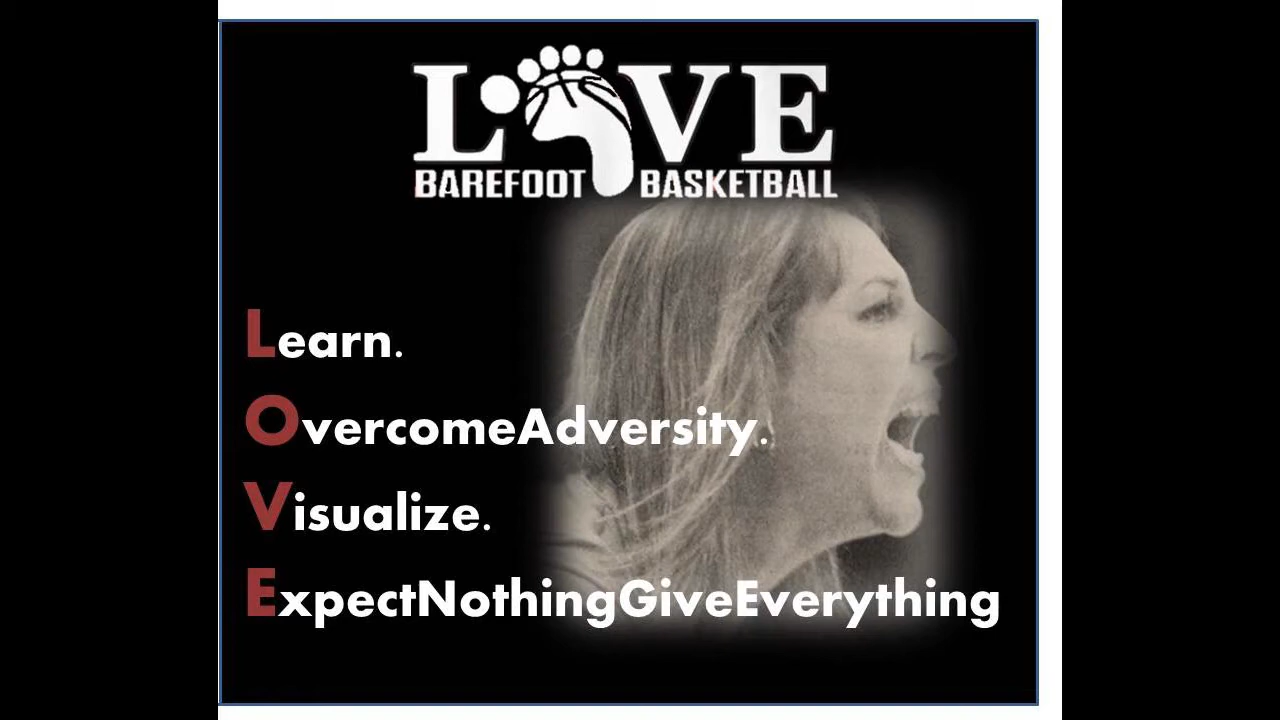 LOVE
BAREFOOT BASKETBALL
Learn.
OvercomeAdversity.
Visualize.
ExpectNothingGiveEverything